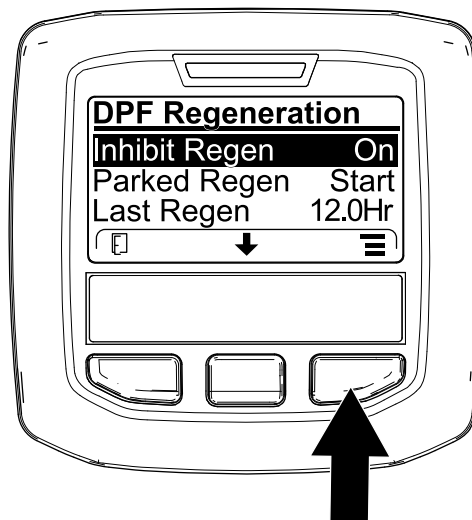 DPF Regeneration
Inhibit Regen On
Parked Regen Start
Last Regen 12.0Hr